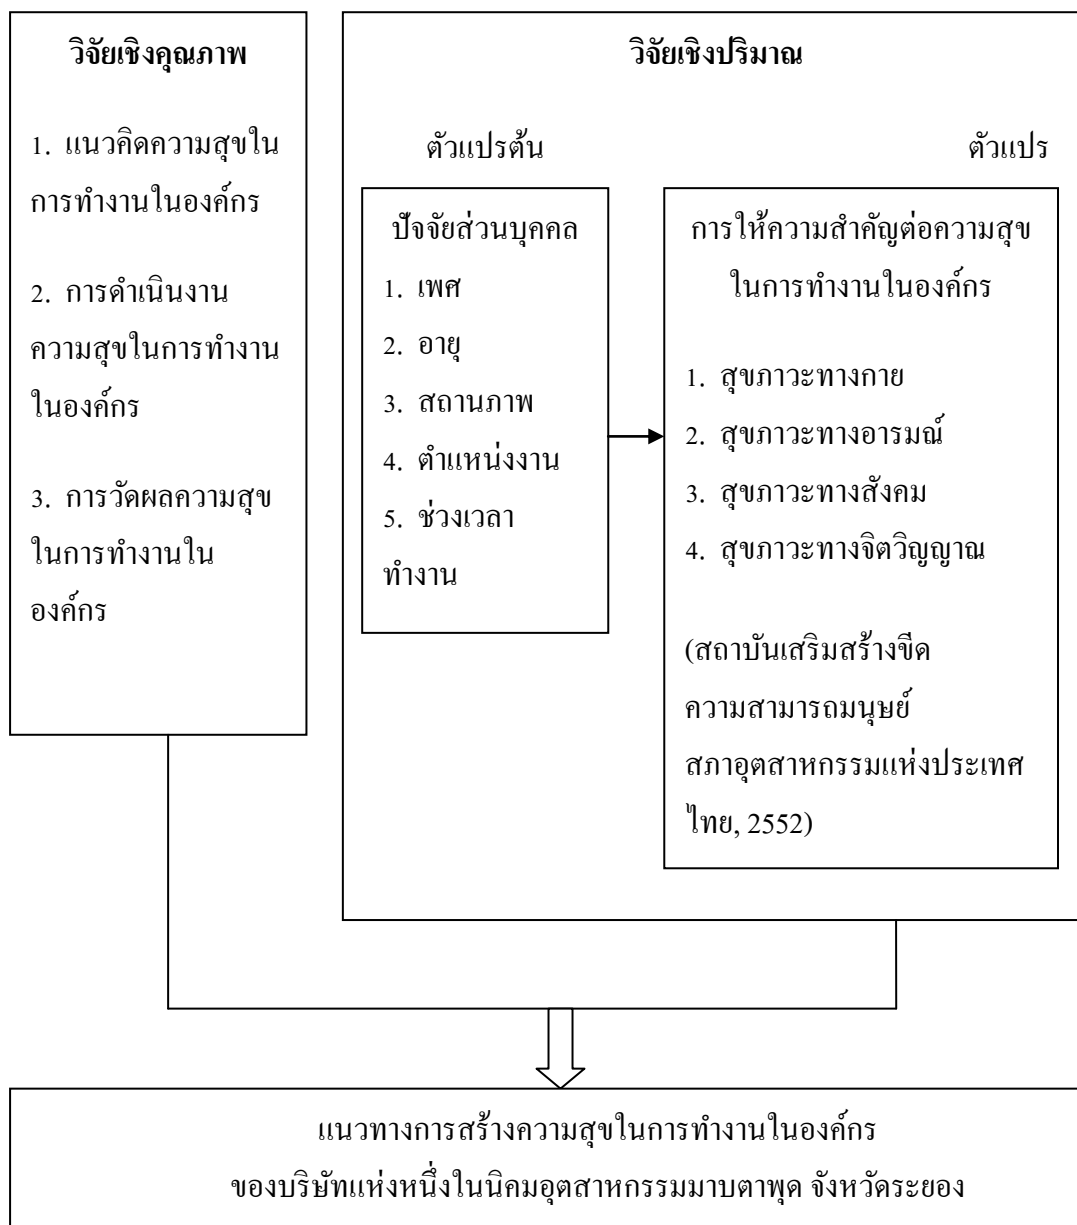 วิจัยเชิงคุณภาพ
1. แนวคิดความสุขใน
การทำงานในองค์กร
2. การดำเนินงาน
ความสุขในการทำงาน
ในองค์กร
3. การวัดผลความสุข
ในการทำงานใน
องค์กร
วิจัยเชิงปริมาณ
ตัวแปรต้น
ปัจจัยส่วนบุคคล
1. เพศ
2. อายุ
3. สถานภาพ
4. ตำแหน่งงาน
5. ช่วงเวลา
ทำงาน
ตัวแปร
การให้ความสำคัญต่อความสุข
ในการทำงานในองค์กร
1. สุขภาวะทางกาย
2. สุขภาวะทางอารมณ์
3. สุขภาวะทางสังคม
4. สุขภาวะทางจิตวิญญาณ
(สถาบันเสริมสร้างขีด
ความสามารถมนุษย์
สภาอุตสาหกรรมแห่งประเทศ
ไทย, 2552)
แนวทางการสร้างความสุขในการทำงานในองค์กร
ของบริษัทแห่งหนึ่งในนิคมอุตสาหกรรมมาบตาพุด จังหวัดระยอง